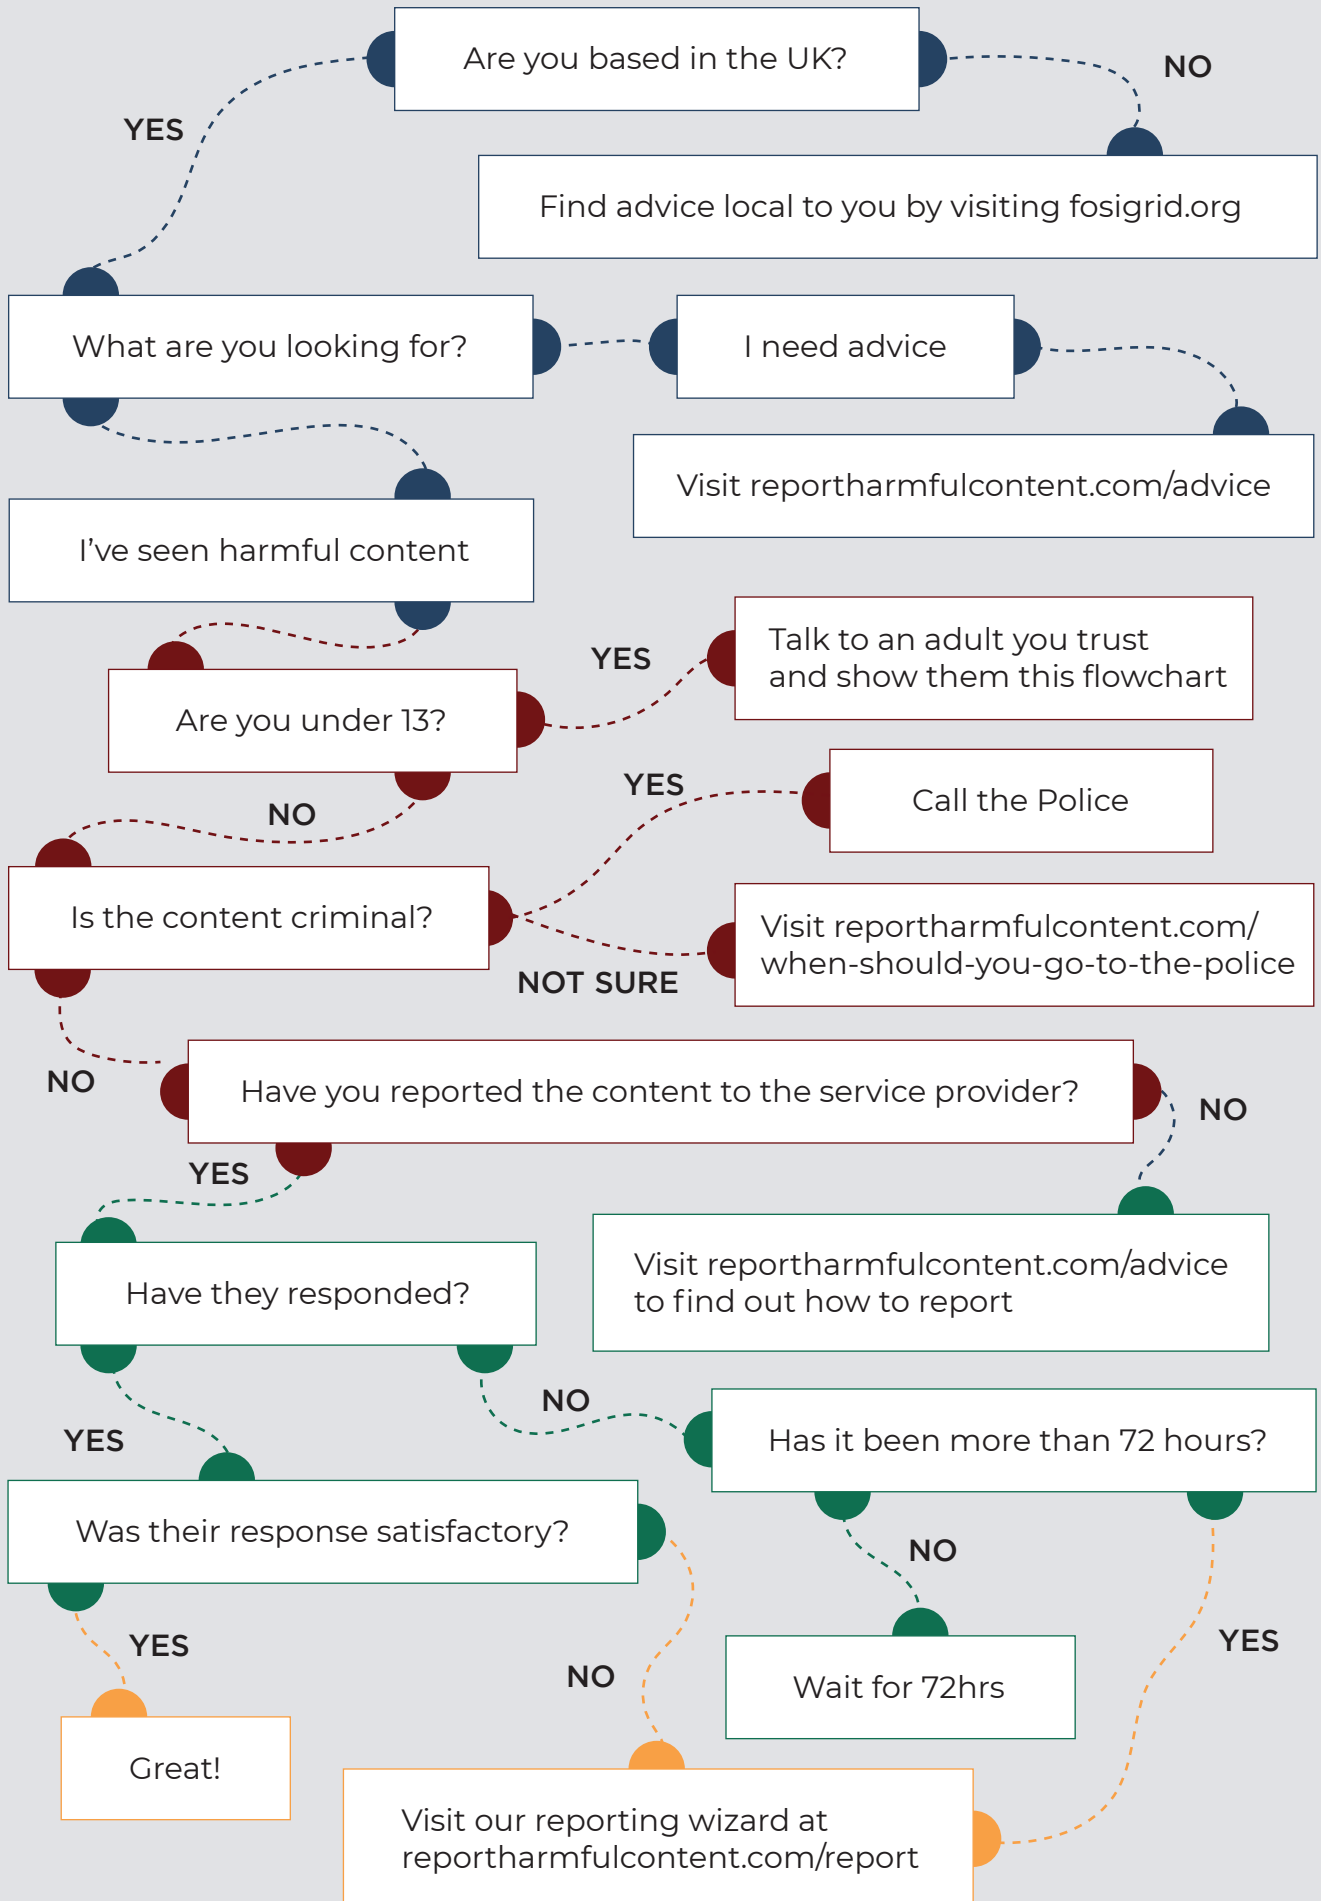 Are you based in the UK?
NO
YES
Find advice local to you by visiting fosigrid.org
What are you looking for?
I need advice
Visit reportharmfulcontent.com/advice
I've seen harmful content
Talk to an adult you trust
and show them this flowchart
YES
Are you under 13?
YES
Call the Police
NO
Is the content criminal?
Visit reportharmfulcontent.com/
when-should-you-go-to-the-police
NOT SURE
NO
Have you reported the content to the service provider?
NO
YES
Visit reportharmfulcontent.com/advice
to find out how to report
Have they responded?
NO
YES
Has it been more than 72 hours?
Was their response satisfactory?
NO
YES
YES
NO
Wait for 72hrs
Great!
Visit our reporting wizard at
reportharmfulcontent.com/report